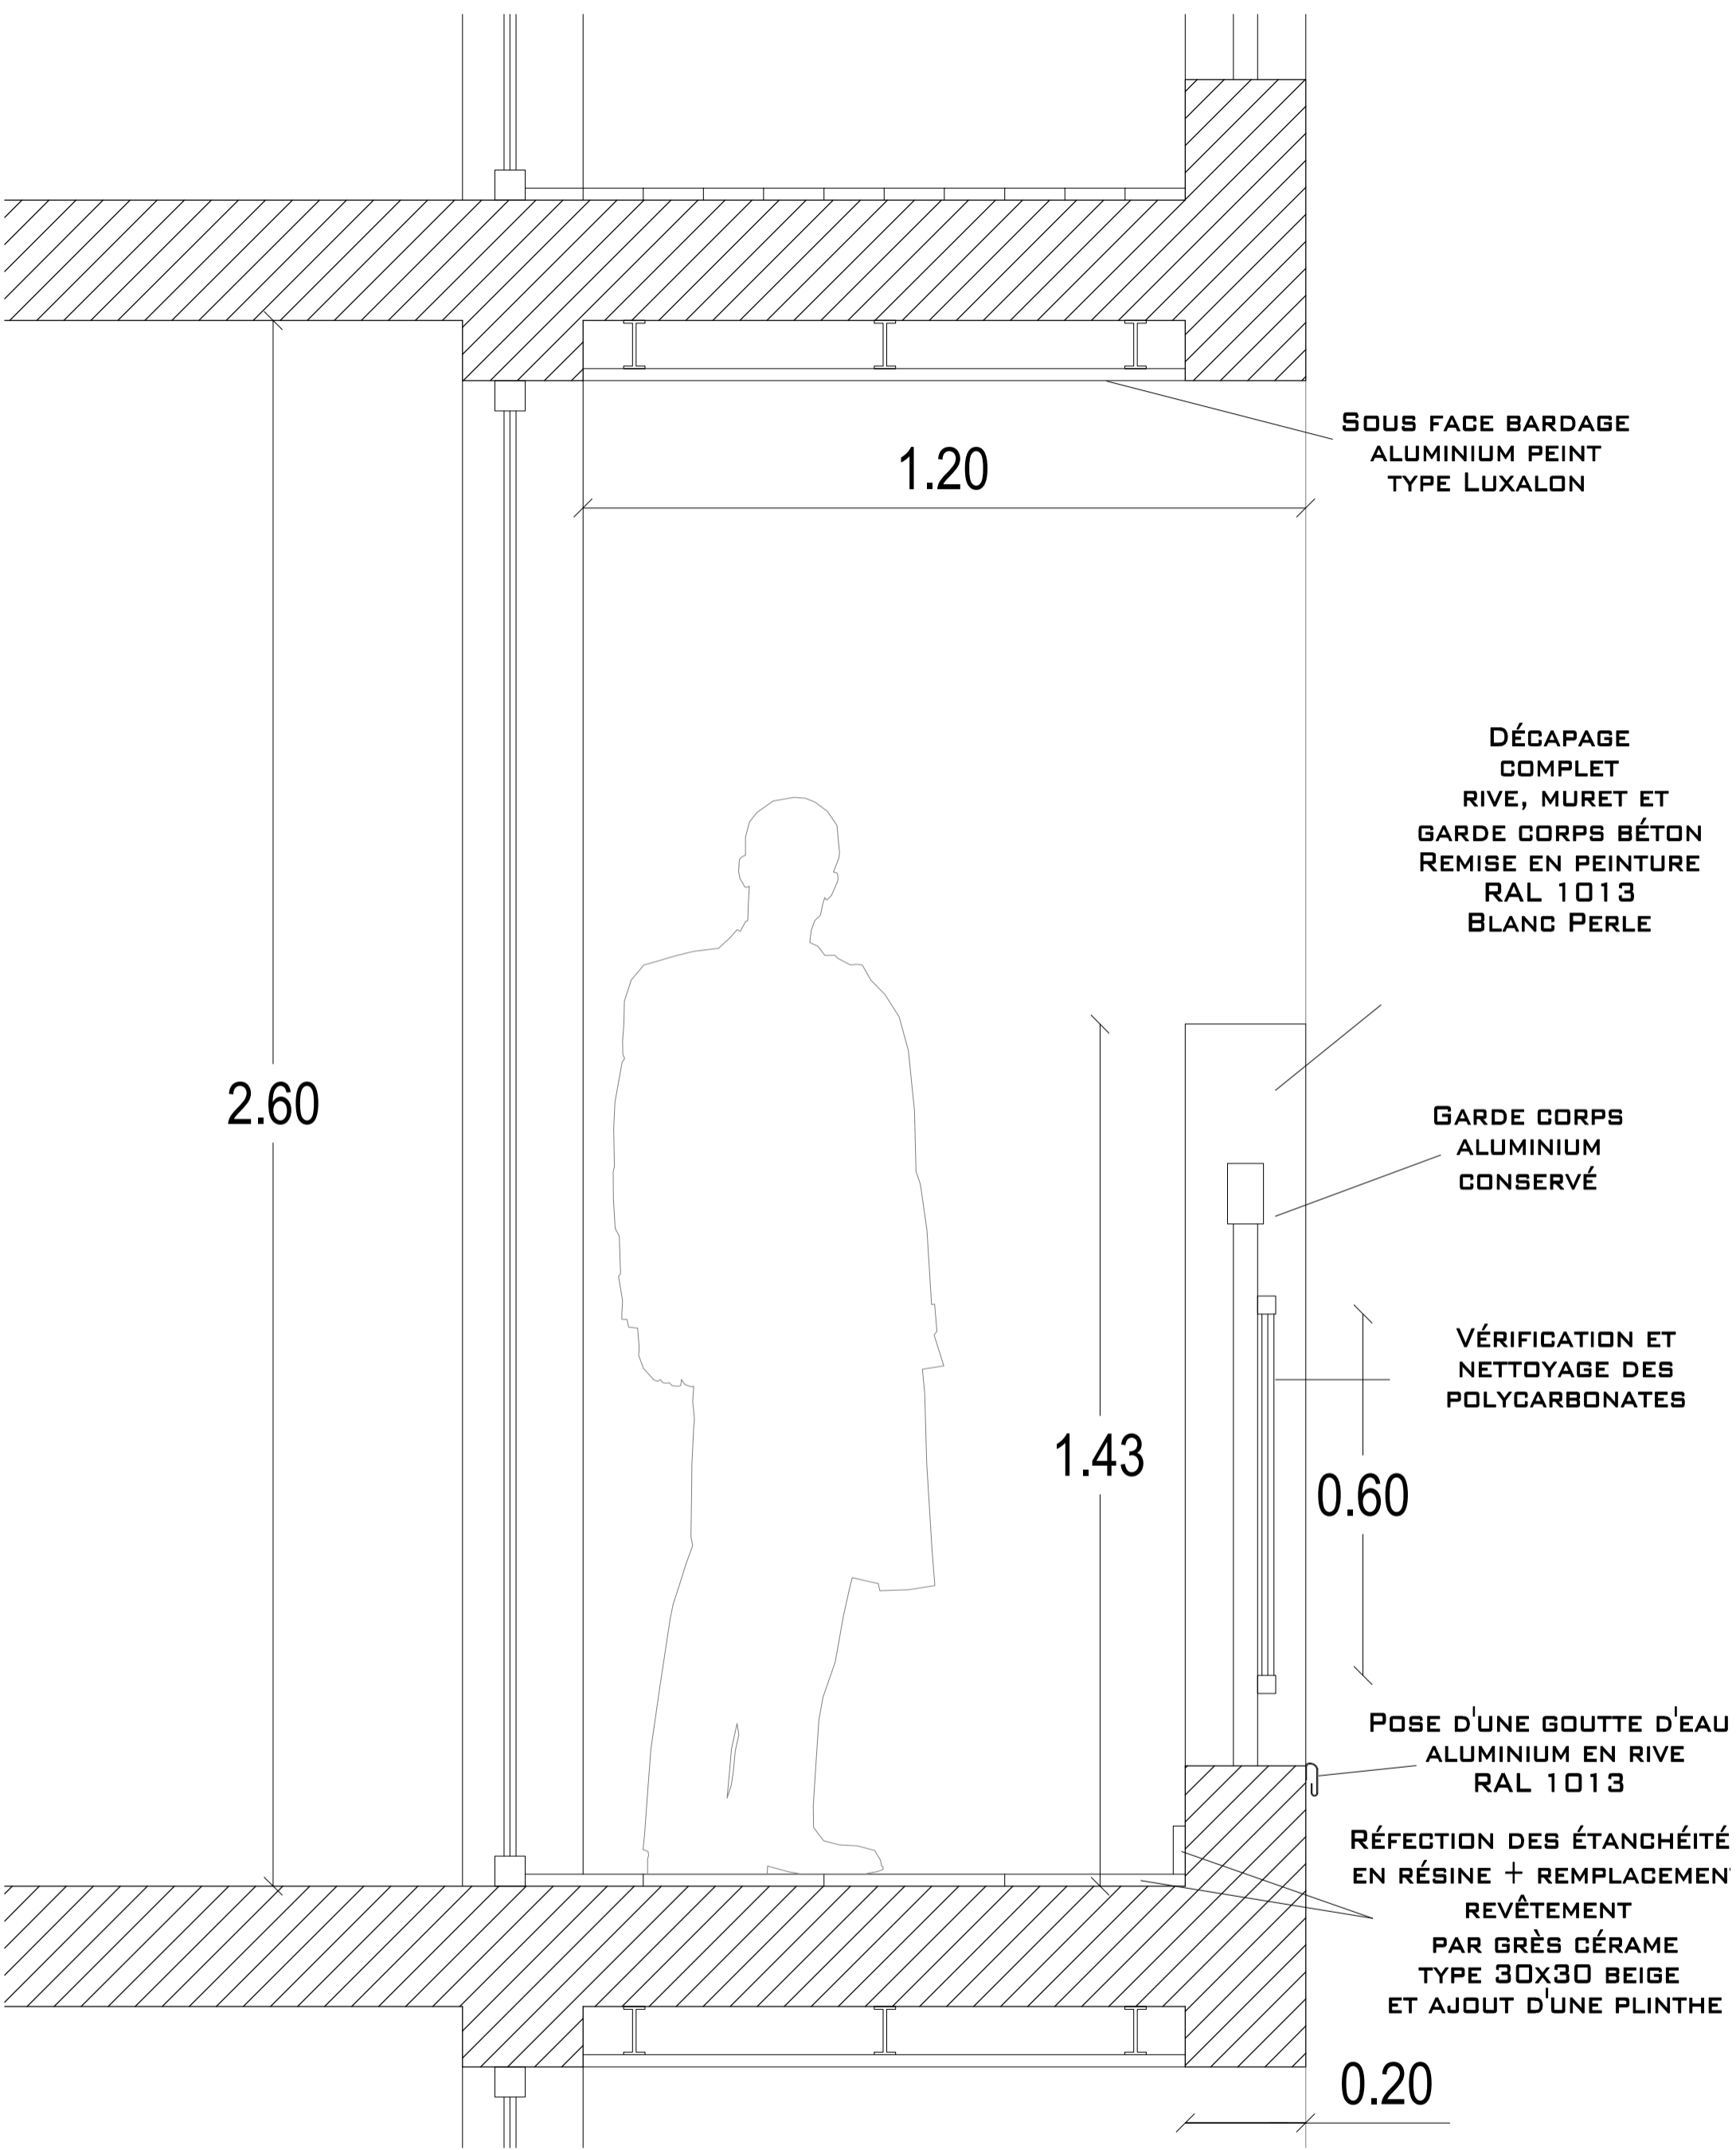 Sous face bardage
aluminium peint
type Luxalon
1.20
Décapage
complet
rive, muret et
garde corps béton
Remise en peinture
RAL 1013
Blanc Perle
2.60
Garde corps
aluminium
conservé
Vérification et
nettoyage des
polycarbonates
1.43
0.60
Pose d'une goutte d'eau
aluminium en rive
RAL 1013
Réfection des étanchéité
en résine + remplacemen
revêtement
par grès cérame
type 30x30 beige
et ajout d'une plinthe
0.20